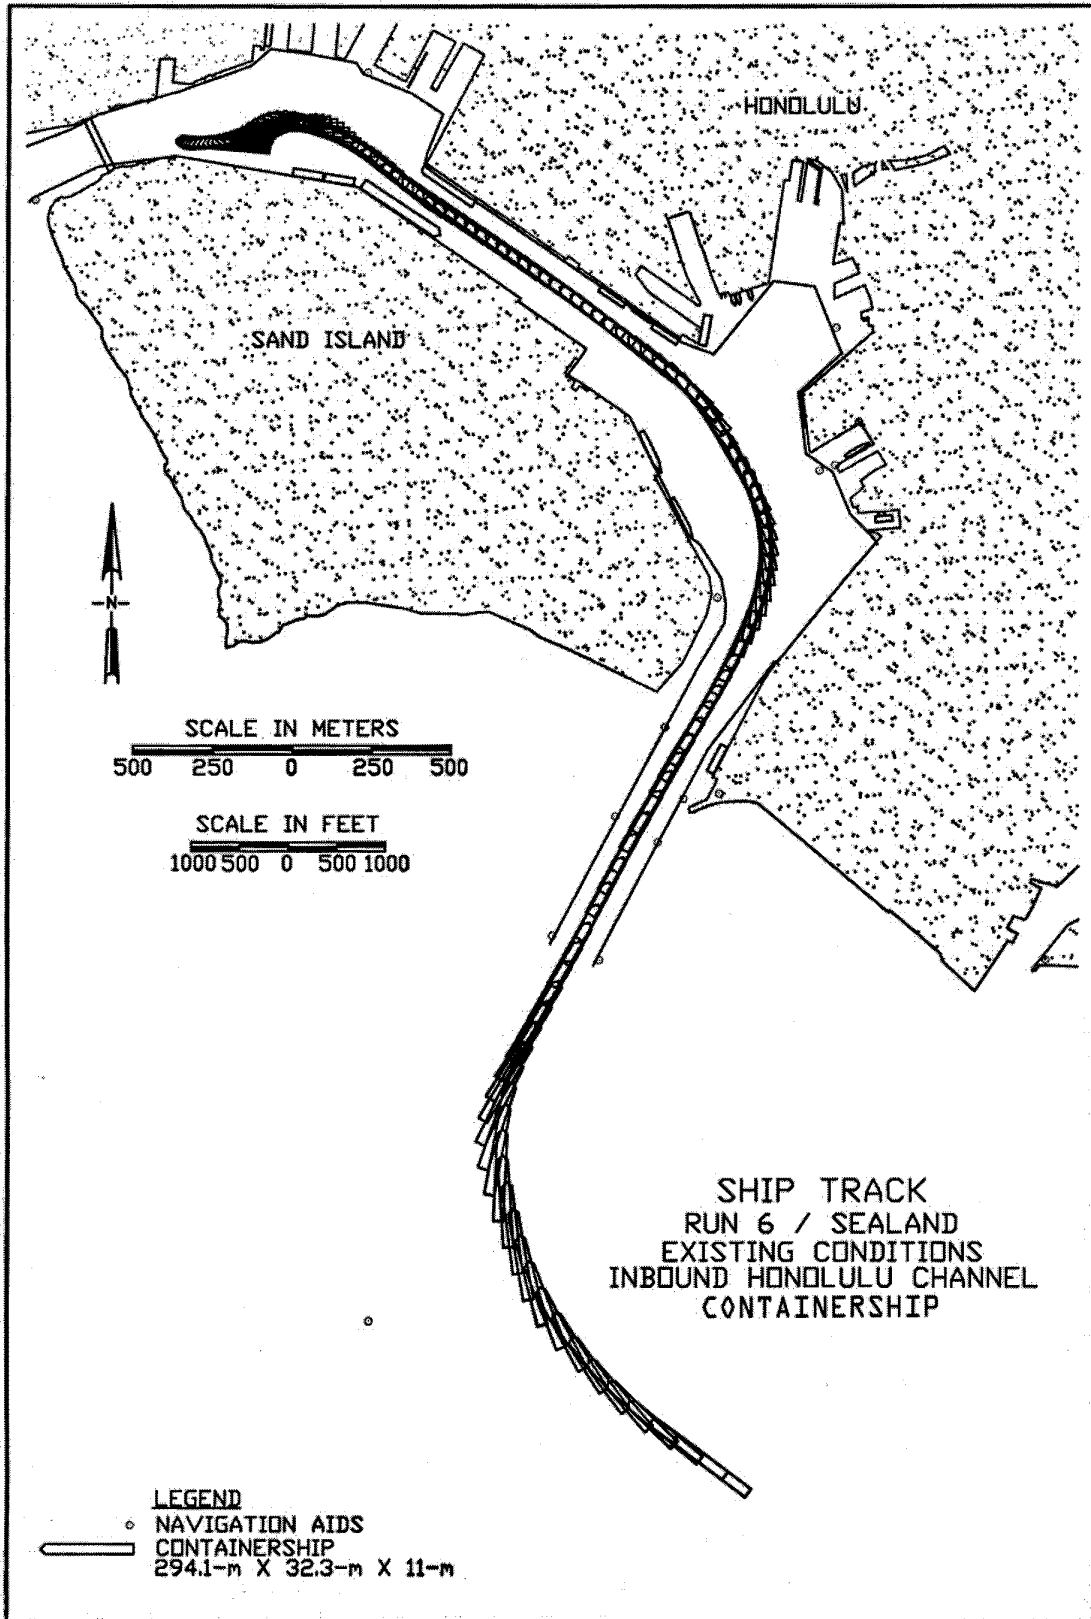 HONOLULU
SAND ISLAND
N
SCALE IN METERS
500 250 0 250 500
SCALE IN FEET
1000 500 0 500 1000
SHIP TRACK
RUN 6 / SEALAND
EXISTING CONDITIONS
INBOUND HONOLULU CHANNEL
CONTAINERSHIP
LEGEND
NAVIGATION AIDS
CONTAINERSHIP
294.1-m X 32.3-m X 11-m